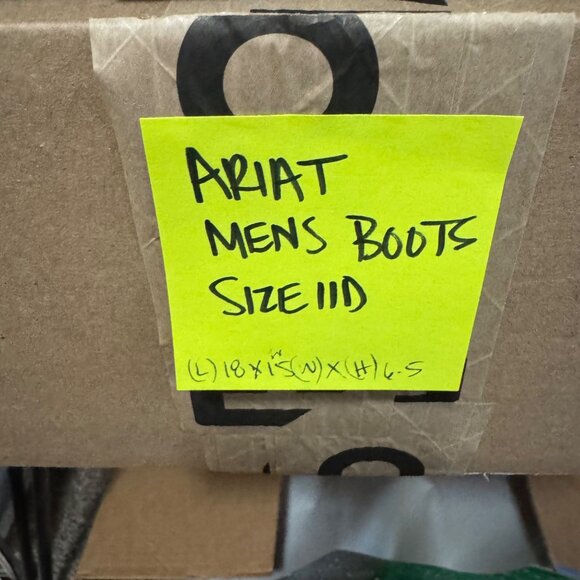 ARIAT
MENS BOOTS
SIZE 11D
(L) 18 X 15(W) X (H) 6.5